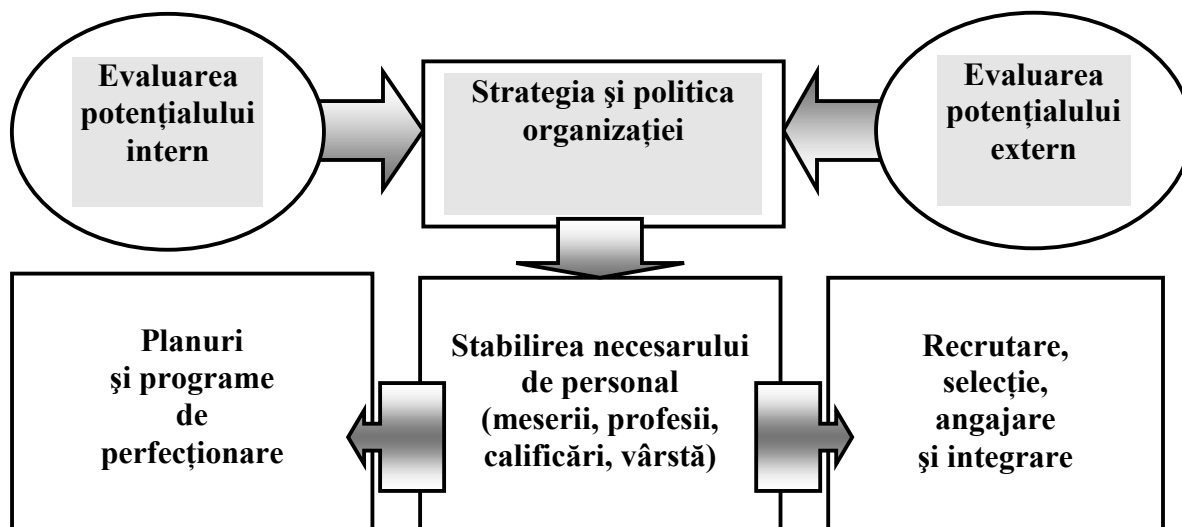 Evaluarea
potențialului
intern
Strategia şi politica
organizației
Evaluarea
potențialului
extern
Planuri
şi programe
de
perfecționare
Stabilirea necesarului
de personal
(meserii, profesii,
calificări, vârstă)
Recrutare,
selecție,
angajare
şi integrare